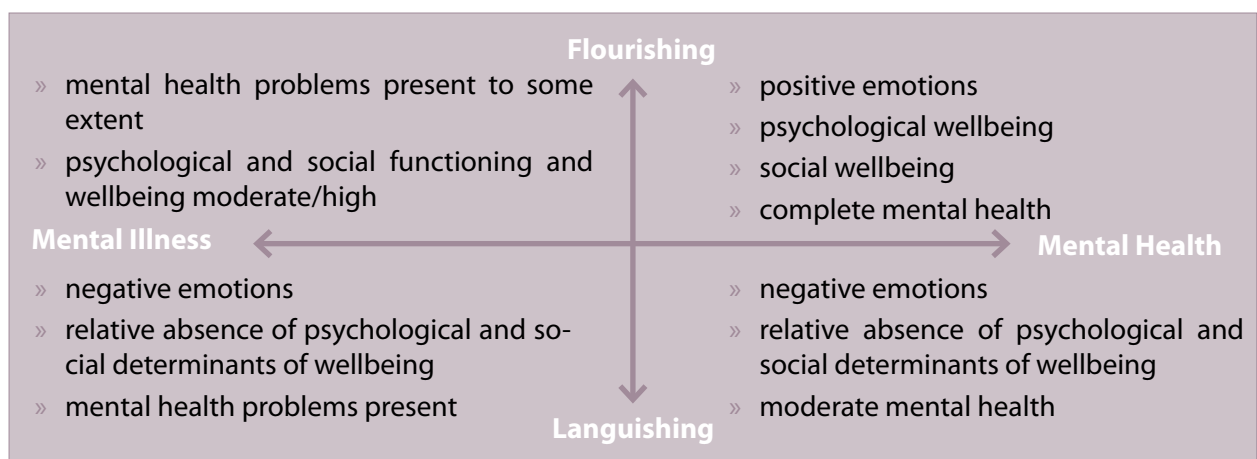 Flourishing
» mental health problems present to some
extent
» psychological and social functioning and
wellbeing moderate/high
» positive emotions
» psychological wellbeing
» social wellbeing
» complete mental health
Mental Illness
Mental Health
» negative emotions
» relative absence of psychological and so-
cial determinants of wellbeing
» mental health problems present
» negative emotions
» relative absence of psychological and
social determinants of wellbeing
» moderate mental health
Languishing